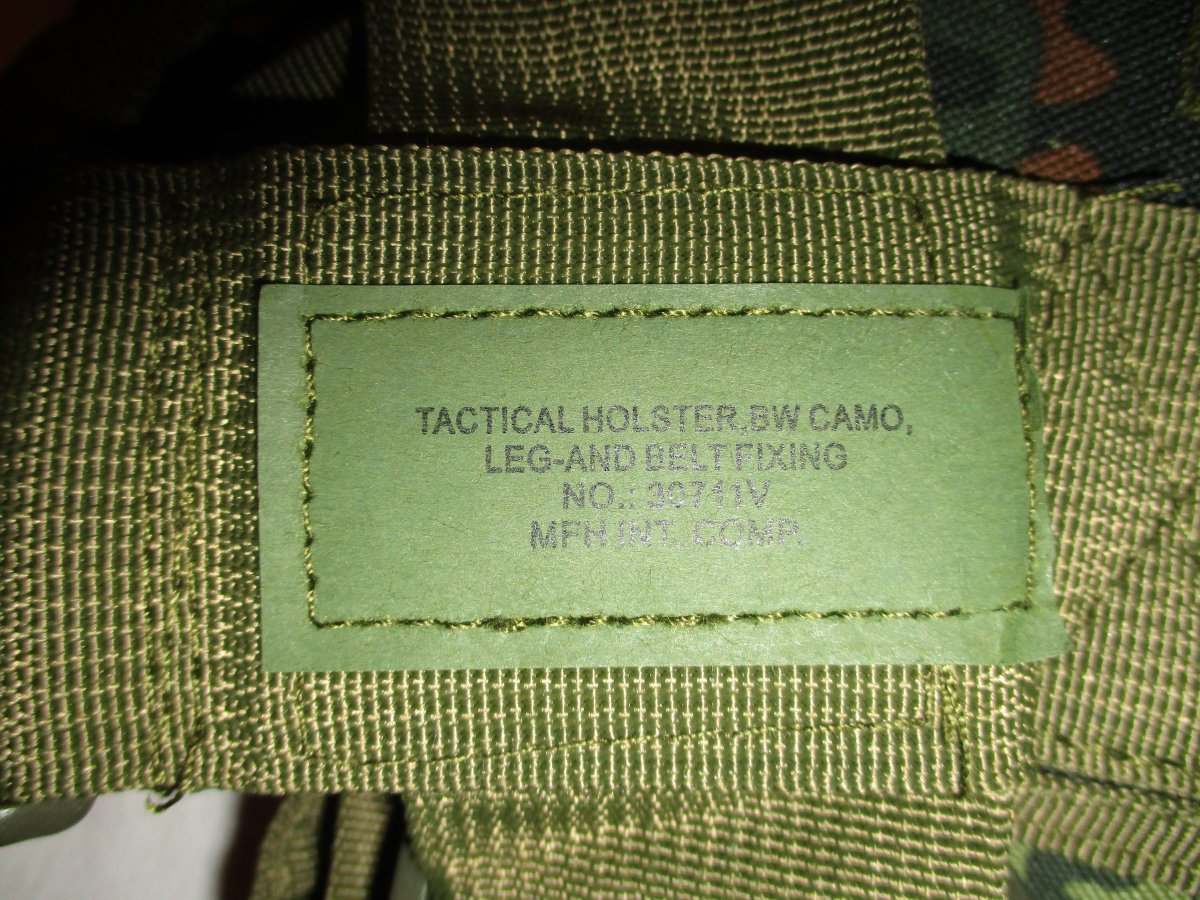 TACTICAL HOLSTER,BW CAMO,
LEG-AND BELT FIXING
NO.: 30711V
MFH INT. COMP.